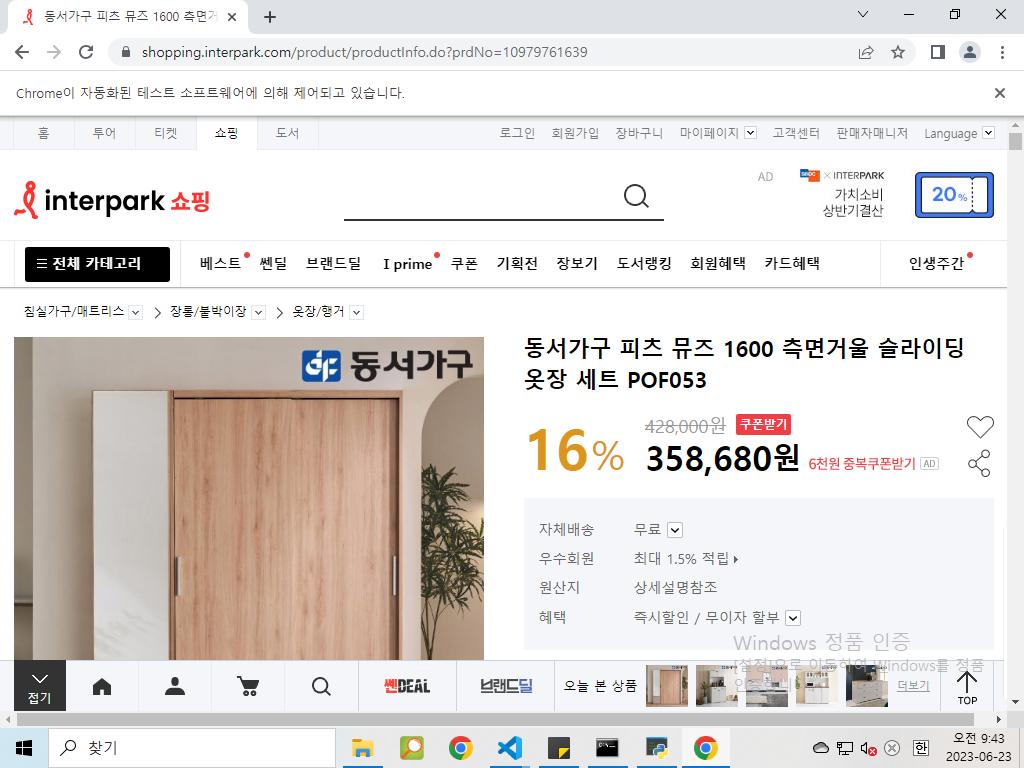 동서가구 피츠 뮤즈 1600 측면거
shopping.interpark.com/product/productInfo.do?prdNo=10979761639
Chrome이 자동화된 테스트 소프트웨어에 의해 제어되고 있습니다.
홈 투어 티켓 쇼핑 도서 로그인 회원가입 장바구니 마이페이지 고객센터 판매자매니저 Language
interpark 쇼핑
AD
× INTERPARK
가치소비
상반기결산
20%
전체 카테고리 베스트 쎈딜 브랜드딜 I prime 쿠폰 기획전 장보기 도서랭킹 회원혜택 카드혜택 인생주간
침실가구/매트리스 > 장롱/붙박이장 > 옷장/행거
동서가구
동서가구 피츠 뮤즈 1600 측면거울 슬라이딩
옷장 세트 POF053
16%
428,000원 쿠폰받기
358,680원 6천원 중복쿠폰받기 AD
자체배송 무료
우수회원 최대 1.5% 적립
원산지 상세설명참조
혜택 즉시할인 / 무이자 할부
Windows 정품 인증
[설정]으로 이동하여 Windows를 정품
접기
쎈DEAL
브랜드딜
오늘 본 상품
더보기
TOP
찾기
한
오전 9:43
2023-06-23